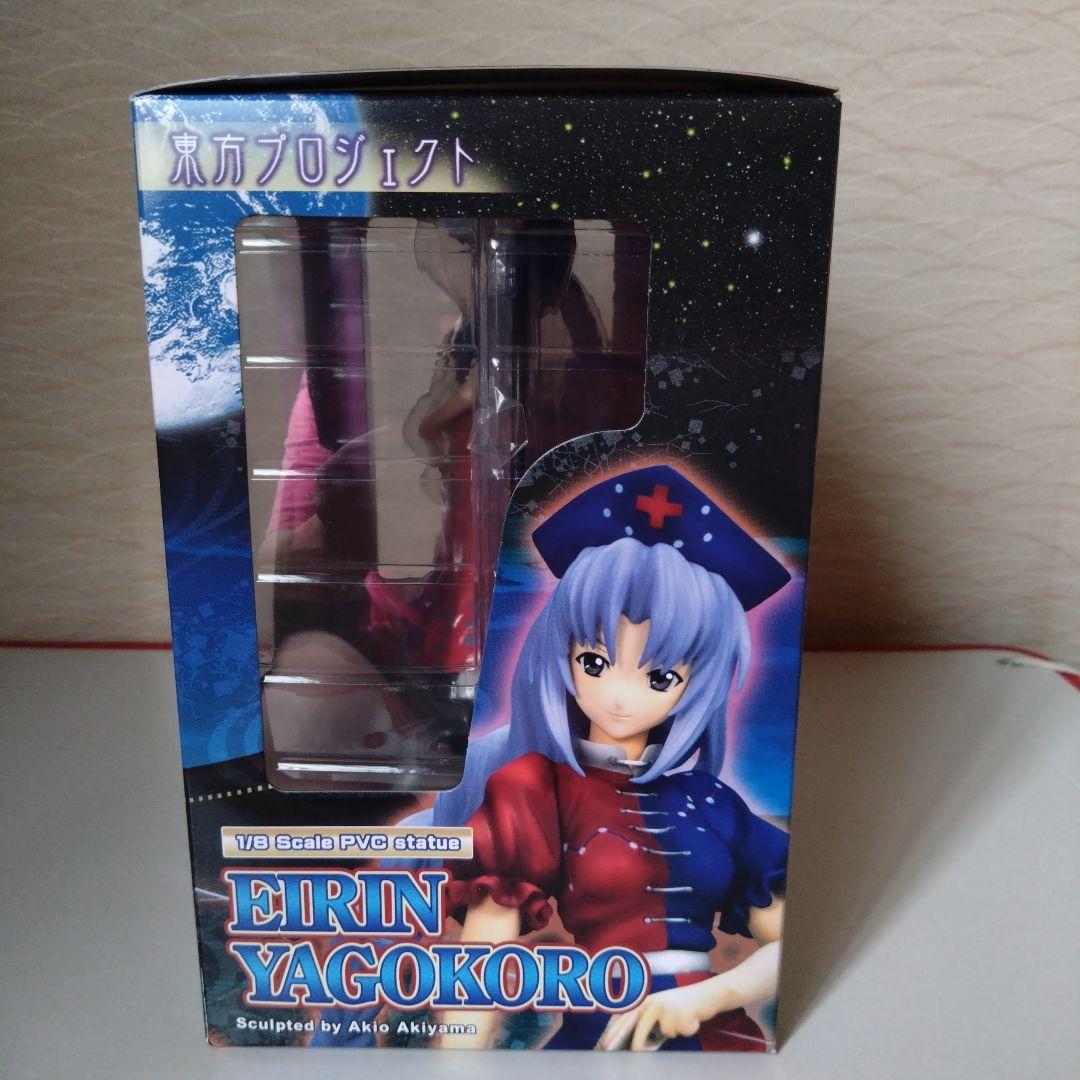 東方プロジェクト
1/8 Scale PVC statue
EIRIN
YAGOKORO
Sculpted by Akio Akiyama